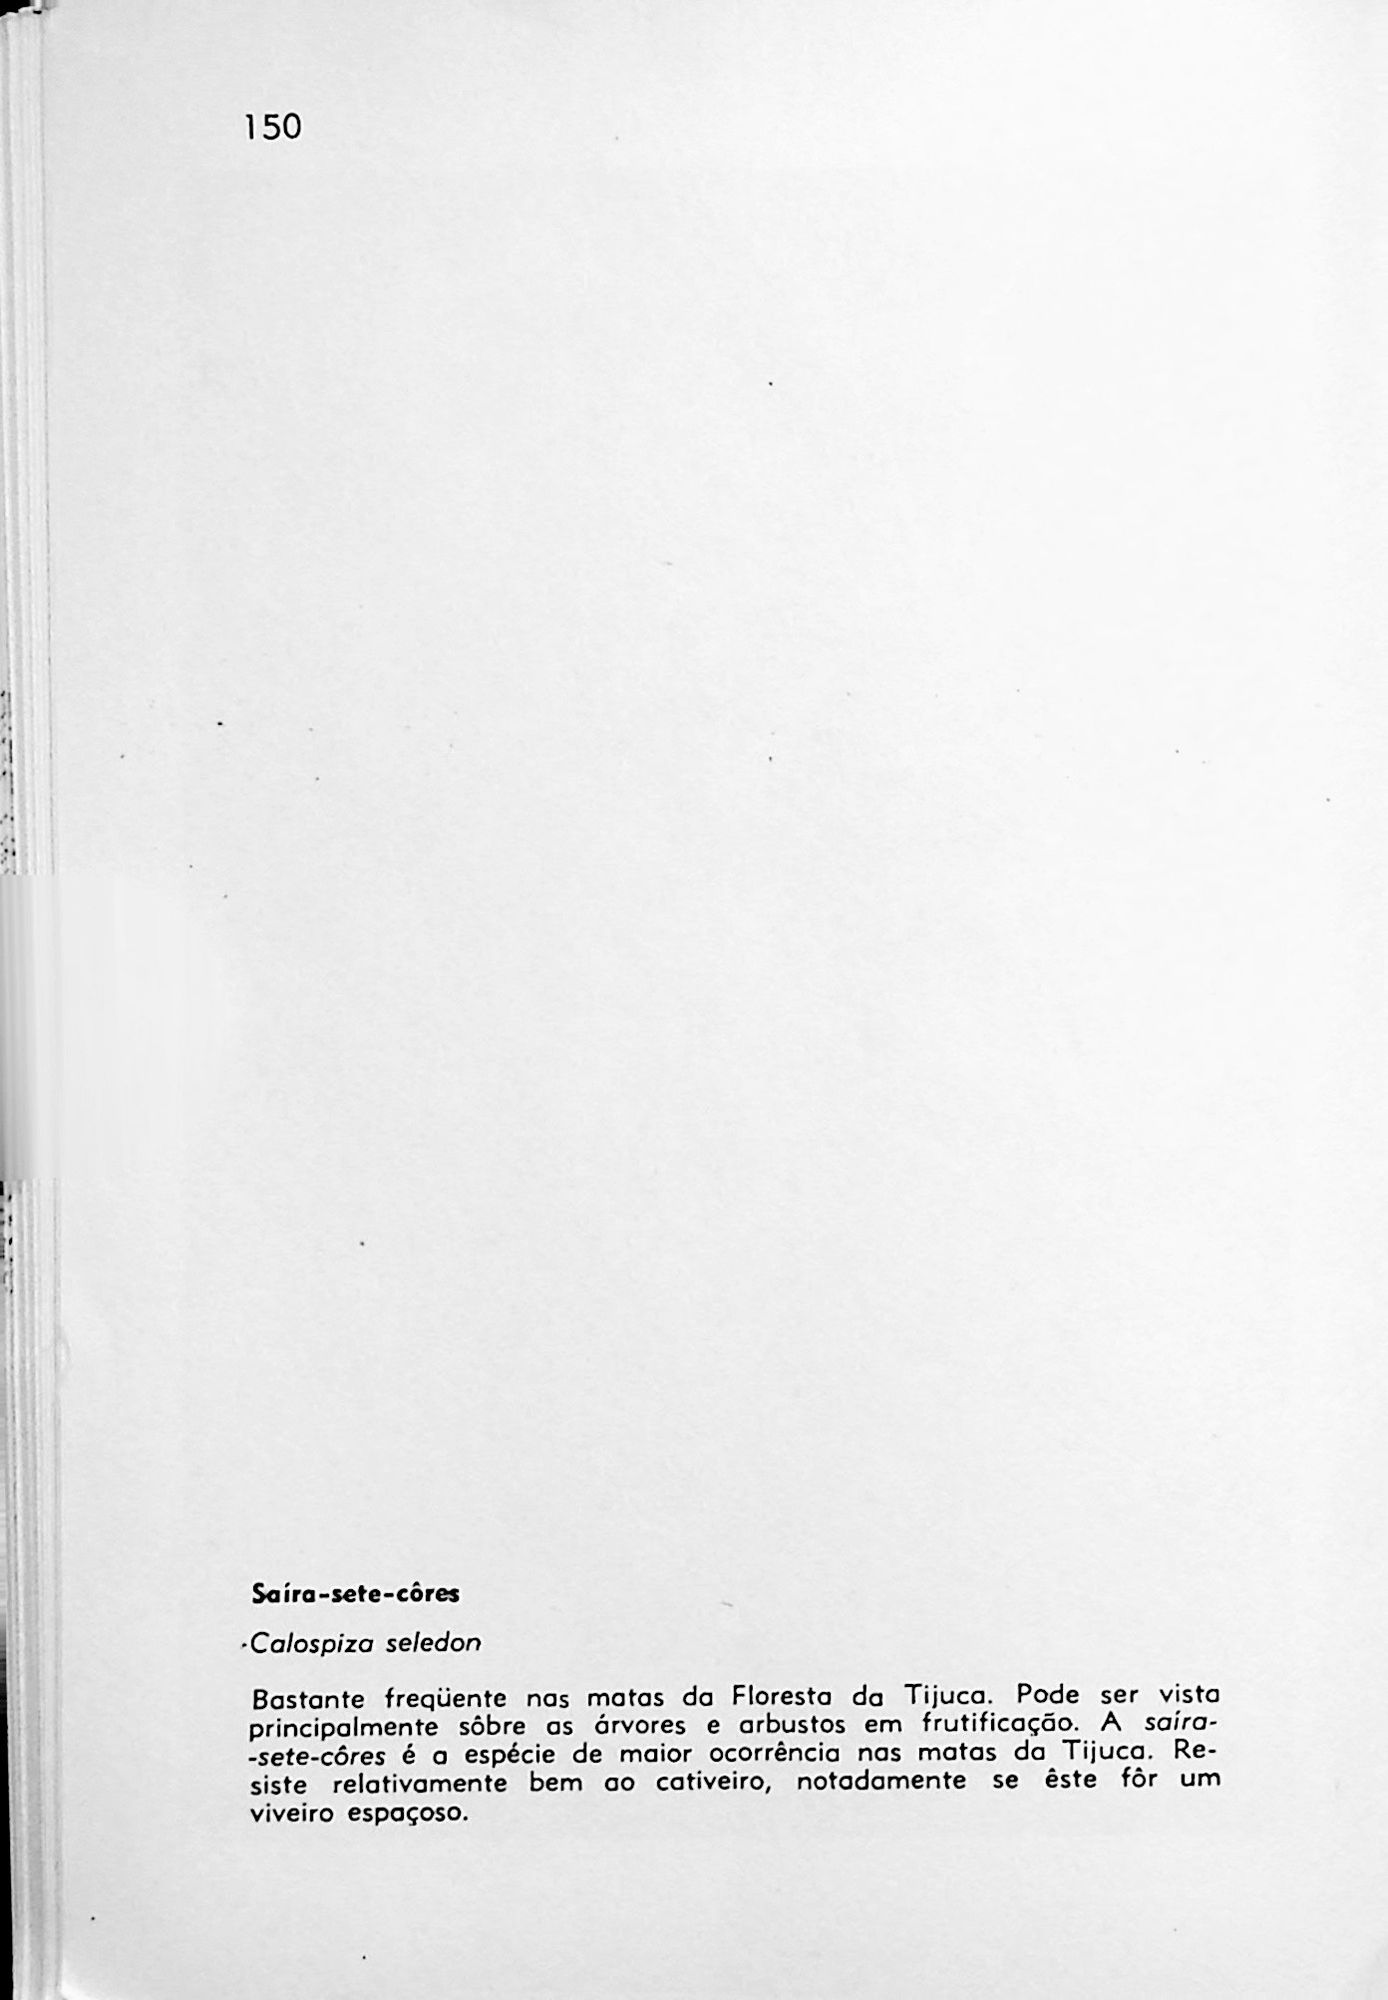 150
Saíra-sete-côres
Calospiza seledon
Bastante freqüente nas matas da Floresta da Tijuca. Pode ser vista
principalmente sôbre as árvores e arbustos em frutificação. A saíra-
-sete-côres é a espécie de maior ocorrência nas matas da Tijuca. Re-
siste relativamente bem ao cativeiro, notadamente se êste fôr um
viveiro espaçoso.